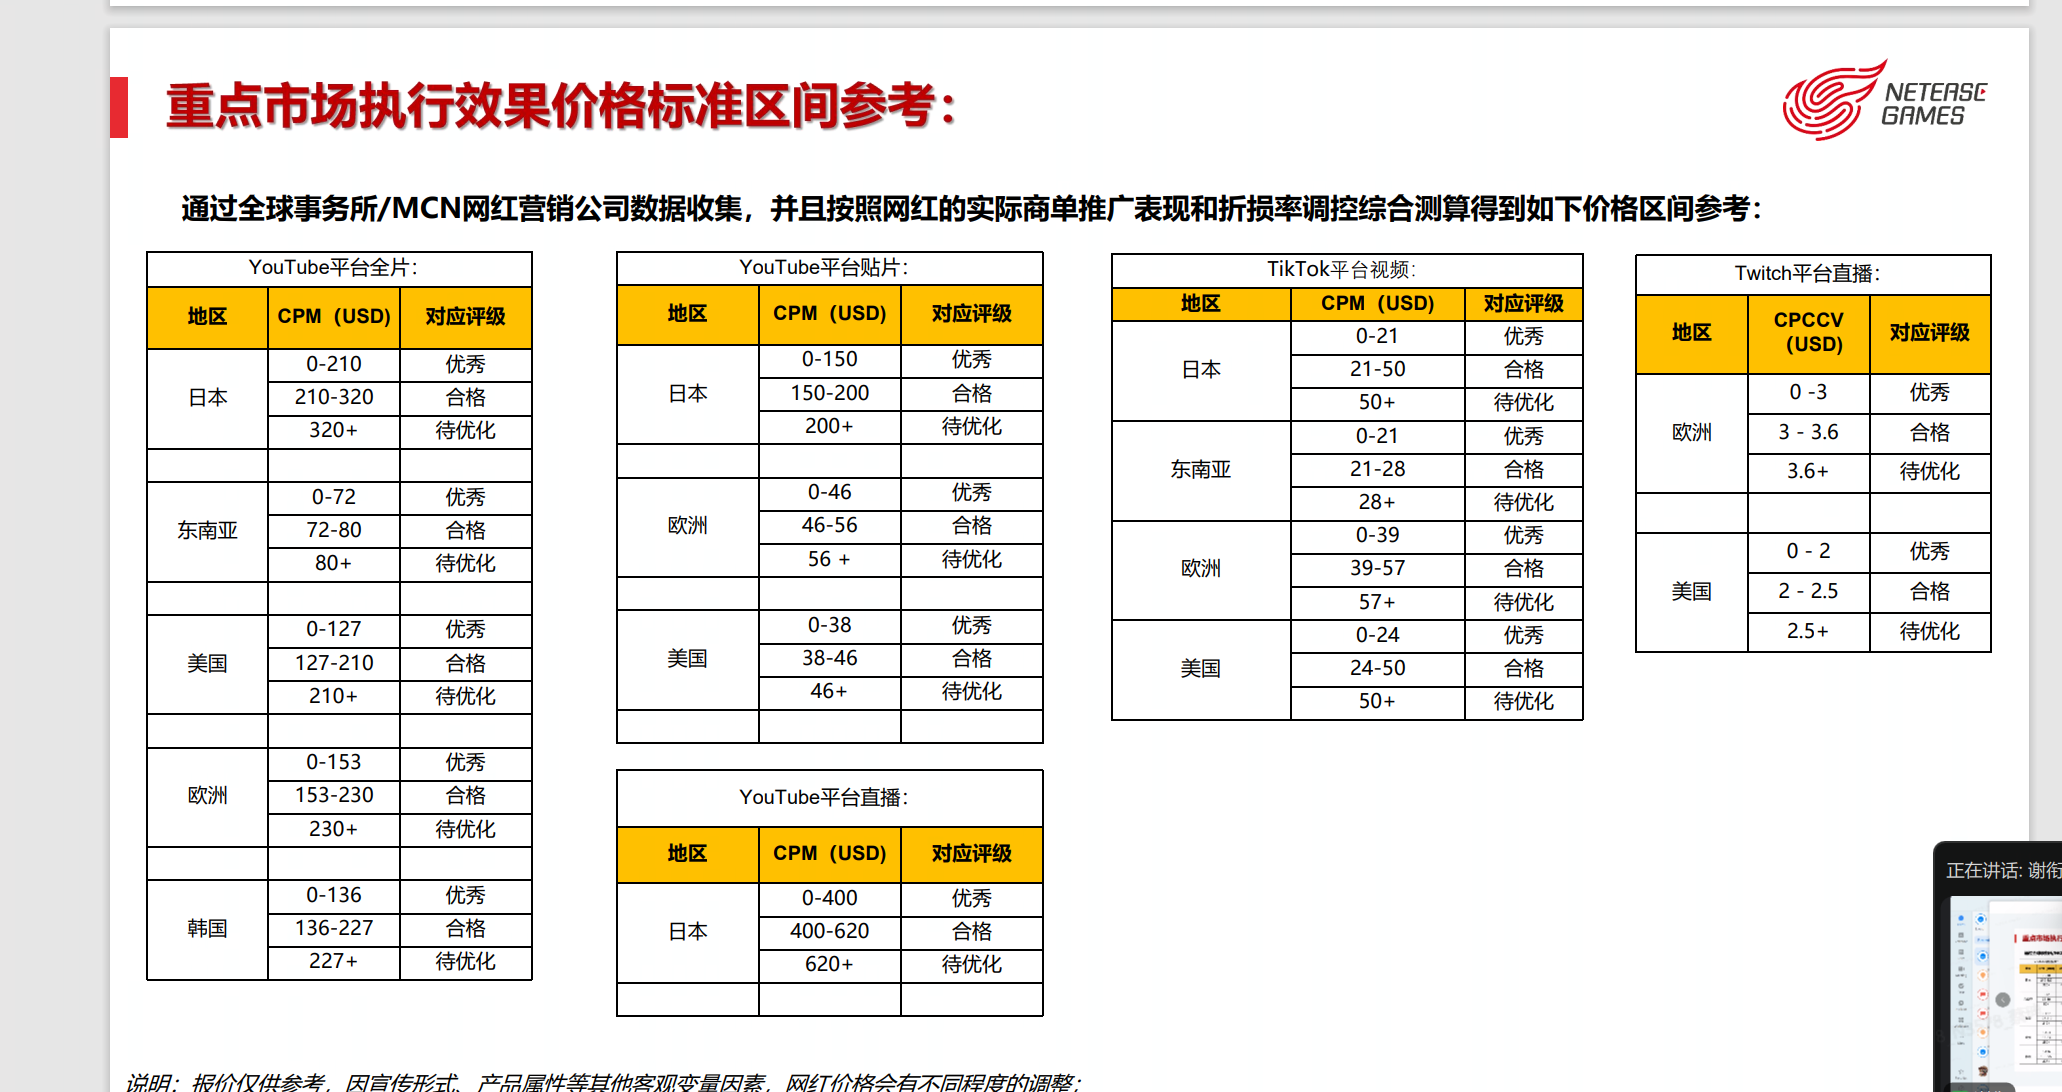 重点市场执行效果价格标准区间参考：
NETEASE
GAMES
通过全球事务所/MCN网红营销公司数据收集，并且按照网红的实际商单推广表现和折损率调控综合测算得到如下价格区间参考：
YouTube平台全片：
地区 CPM（USD） 对应评级
日本
0-210 优秀
210-320 合格
320+ 待优化
东南亚
0-72 优秀
72-80 合格
80+ 待优化
美国
0-127 优秀
127-210 合格
210+ 待优化
欧洲
0-153 优秀
153-230 合格
230+ 待优化
韩国
0-136 优秀
136-227 合格
227+ 待优化
YouTube平台贴片：
地区 CPM（USD） 对应评级
日本
0-150 优秀
150-200 合格
200+ 待优化
欧洲
0-46 优秀
46-56 合格
56 + 待优化
美国
0-38 优秀
38-46 合格
46+ 待优化
YouTube平台直播：
地区 CPM（USD） 对应评级
日本
0-400 优秀
400-620 合格
620+ 待优化
TikTok平台视频：
地区 CPM（USD） 对应评级
日本
0-21 优秀
21-50 合格
50+ 待优化
东南亚
0-21 优秀
21-28 合格
28+ 待优化
欧洲
0-39 优秀
39-57 合格
57+ 待优化
美国
0-24 优秀
24-50 合格
50+ 待优化
Twitch平台直播：
地区 CPCCV（USD） 对应评级
欧洲
0 -3 优秀
3 - 3.6 合格
3.6+ 待优化
美国
0 - 2 优秀
2 - 2.5 合格
2.5+ 待优化
说明：报价仅供参考，因宣传形式、产品属性等其他客观变量因素，网红价格会有不同程度的调整；
正在讲话: 谢衔
重点市场执行